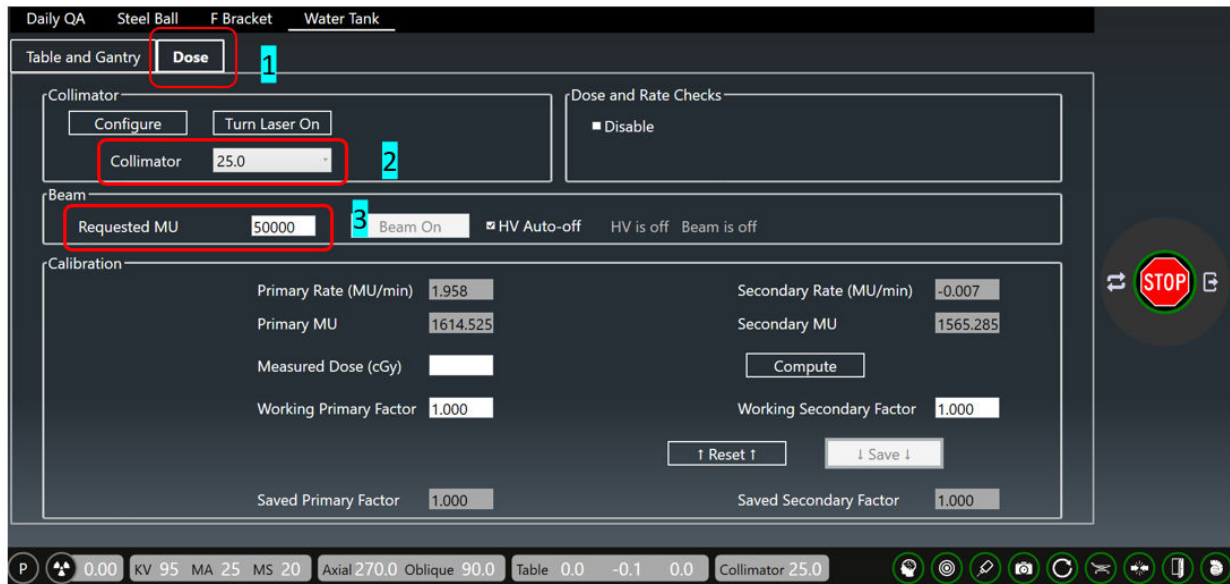 Daily QA Steel Ball F Bracket Water Tank
Table and Gantry Dose 1
Collimator Dose and Rate Checks
Configure Turn Laser On Disable
Collimator 25.0 2
Beam
Requested MU 50000 3 Beam On HV Auto-off HV is off Beam is off
Calibration
Primary Rate (MU/min) 1.958 Secondary Rate (MU/min) -0.007
STOP
Primary MU 1614.525 Secondary MU 1565.285
Measured Dose (cGy) Compute
Working Primary Factor 1.000 Working Secondary Factor 1.000
↑ Reset ↑ ↓ Save ↓
Saved Primary Factor 1.000 Saved Secondary Factor 1.000
P 0.00 KV 95 MA 25 MS 20 Axial 270.0 Oblique 90.0 Table 0.0 -0.1 0.0 Collimator 25.0